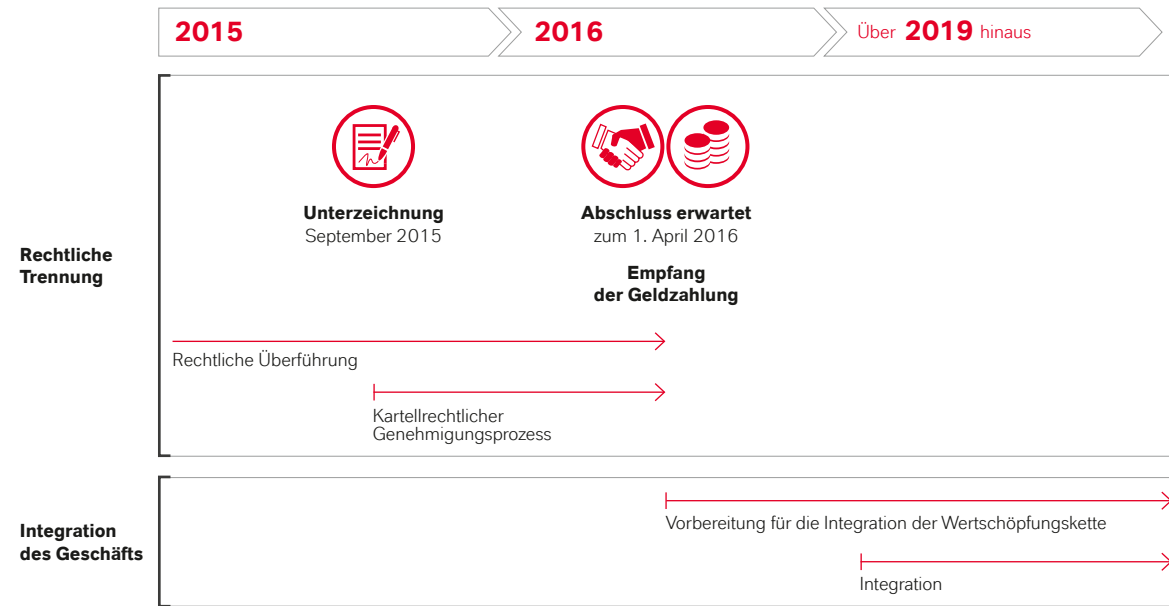 2015
2016
Über 2019 hinaus
Rechtliche
Trennung
Unterzeichnung
September 2015
Abschluss erwartet
zum 1. April 2016
Empfang
der Geldzahlung
Rechtliche Überführung
Kartellrechtlicher
Genehmigungsprozess
Integration
des Geschäfts
Vorbereitung für die Integration der Wertschöpfungskette
Integration